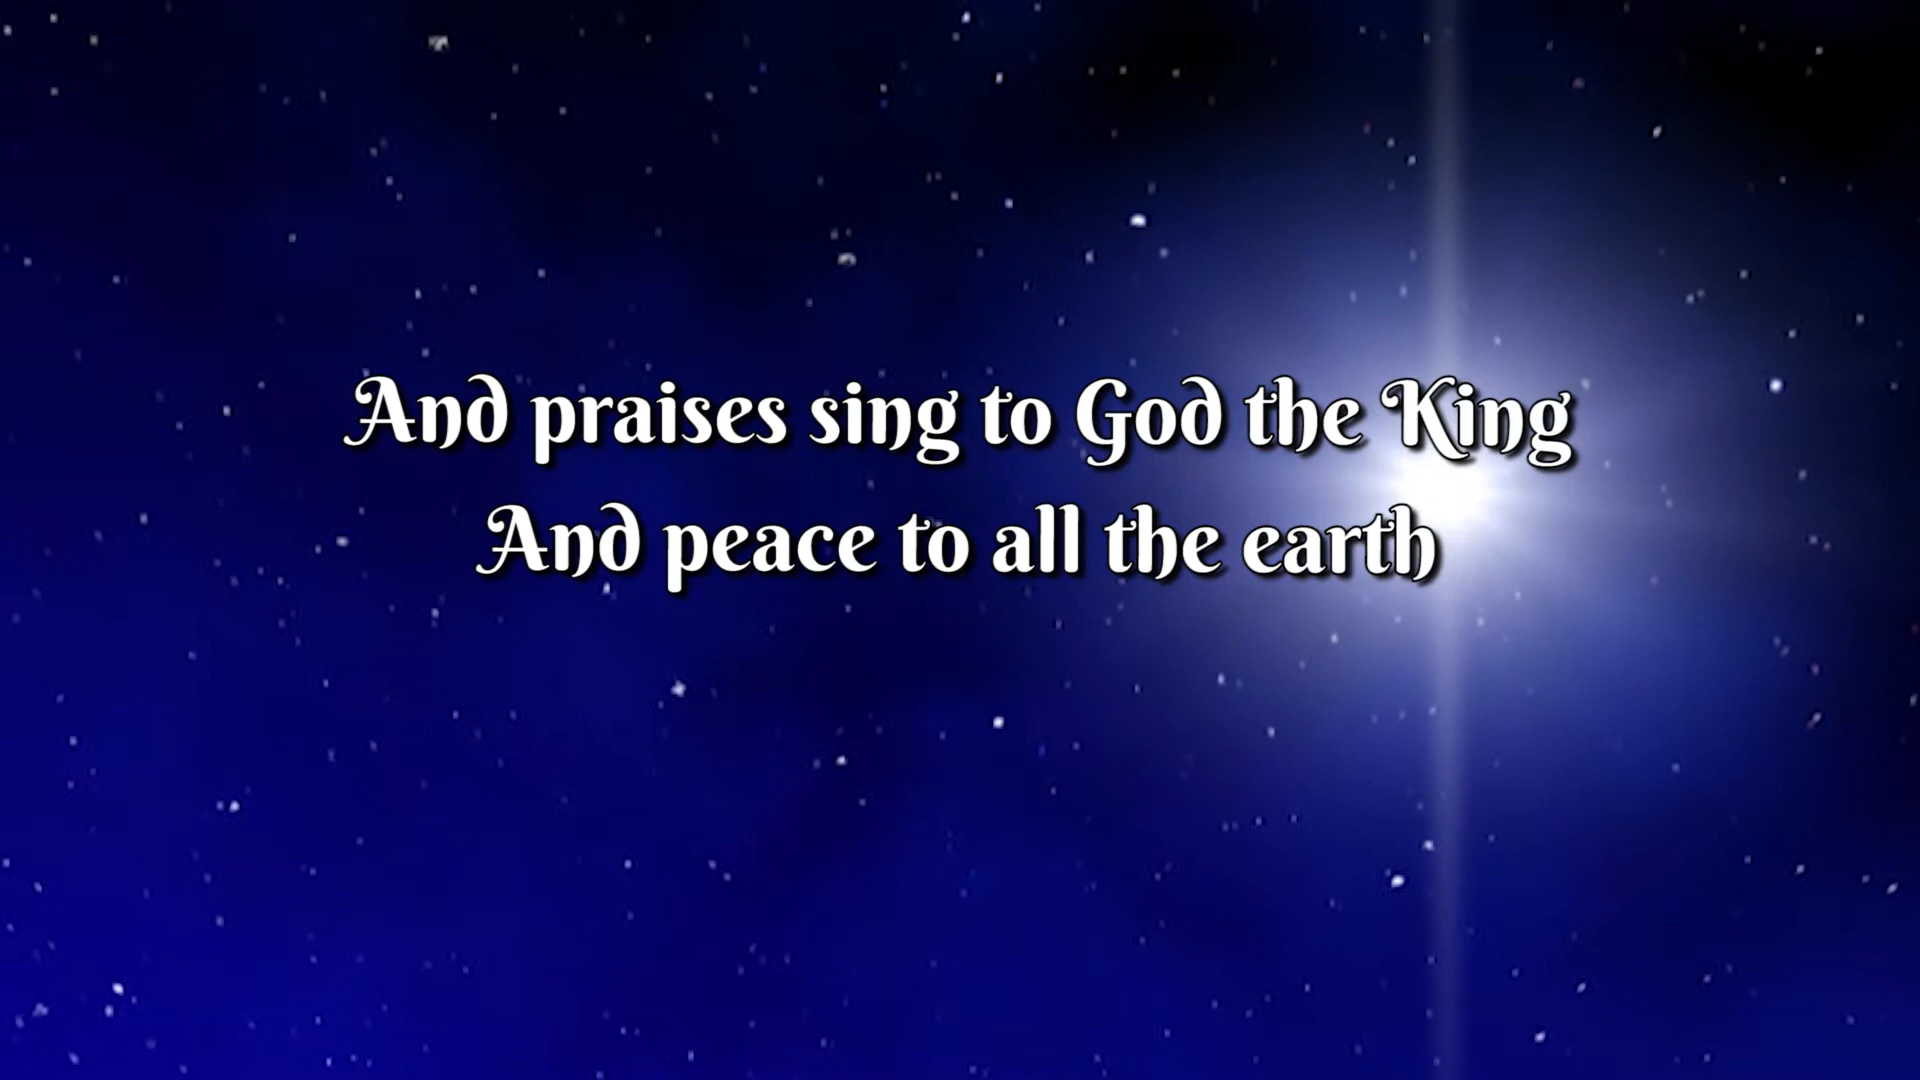 And praises sing to God the King
And peace to all the earth